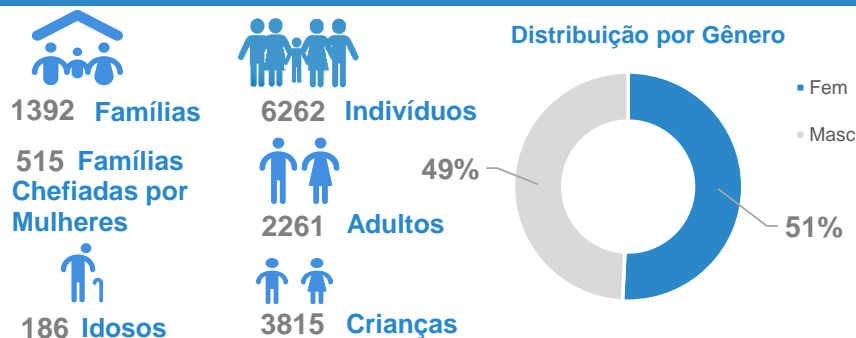 Distribuição por Gênero
1392 Famílias
6262 Indivíduos
515 Famílias
Chefiadas por
Mulheres
2261 Adultos
186 Idosos
3815 Crianças
Fem
Masc
49%
51%